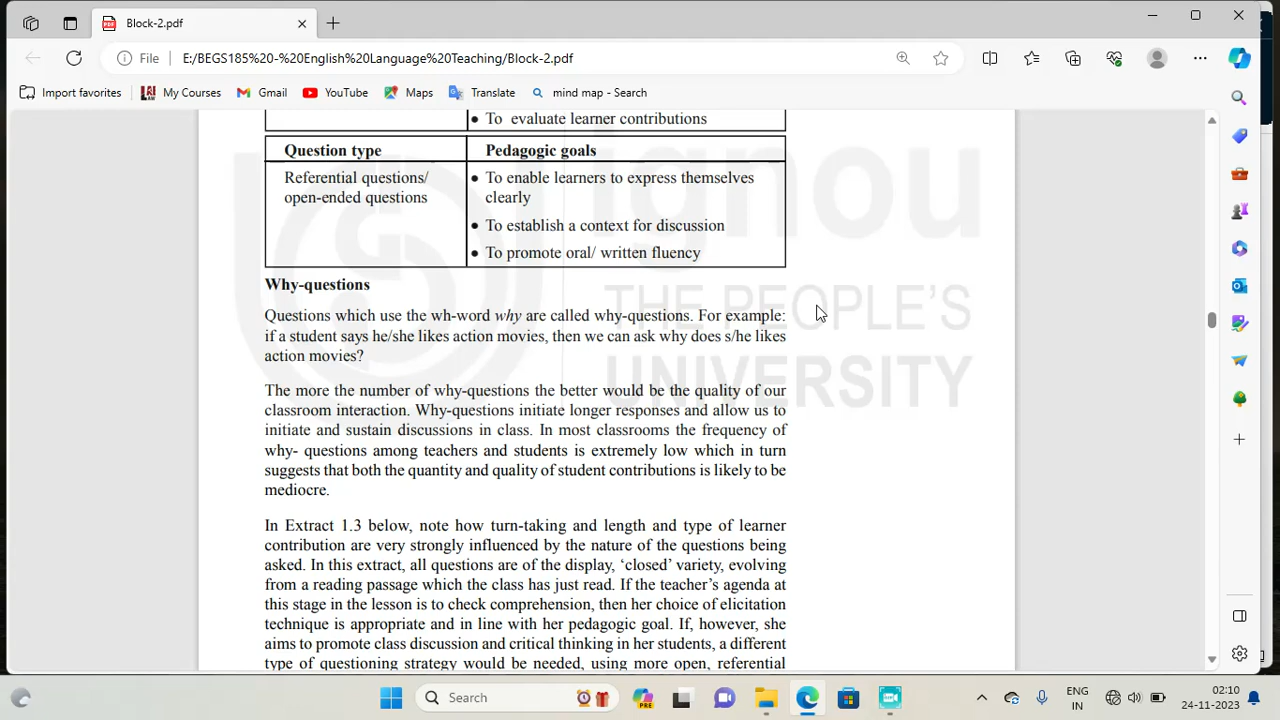 Block-2.pdf
File
E:/BEGS185%20-%20English%20Language%20Teaching/Block-2.pdf
Import favorites
My Courses
Gmail
YouTube
Maps
Translate
mind map - Search
• To evaluate learner contributions
Question type Pedagogic goals
Referential questions/ • To enable learners to express themselves
open-ended questions clearly
• To establish a context for discussion
• To promote oral/ written fluency
ignou
THE PEOPLE'S
UNIVERSITY
Why-questions
Questions which use the wh-word why are called why-questions. For example:
if a student says he/she likes action movies, then we can ask why does s/he likes
action movies?
The more the number of why-questions the better would be the quality of our
classroom interaction. Why-questions initiate longer responses and allow us to
initiate and sustain discussions in class. In most classrooms the frequency of
why- questions among teachers and students is extremely low which in turn
suggests that both the quantity and quality of student contributions is likely to be
mediocre.
In Extract 1.3 below, note how turn-taking and length and type of learner
contribution are very strongly influenced by the nature of the questions being
asked. In this extract, all questions are of the display, ‘closed’ variety, evolving
from a reading passage which the class has just read. If the teacher’s agenda at
this stage in the lesson is to check comprehension, then her choice of elicitation
technique is appropriate and in line with her pedagogic goal. If, however, she
aims to promote class discussion and critical thinking in her students, a different
type of questioning strategy would be needed, using more open, referential
Search
PRE
ENG
IN
02:10
24-11-2023